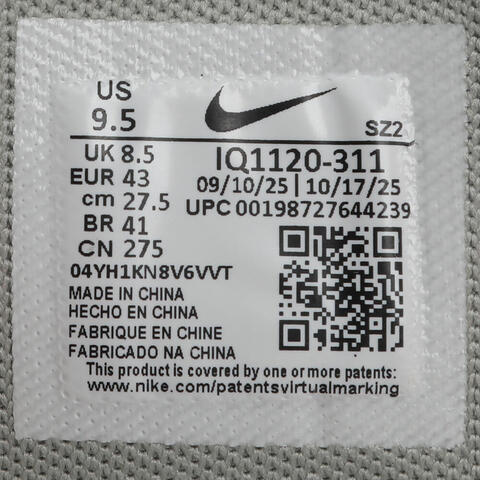 US
9.5
SZ2
UK 8.5
IQ1120-311
EUR 43
09/10/25 | 10/17/25
cm 27.5
UPC 00198727644239
BR 41
CN 275
04YH1KN8V6VVT
MADE IN CHINA
HECHO EN CHINA
FABRIQUE EN CHINE
FABRICADO NA CHINA
This product is covered by one or more patents:
www.nike.com/patentsvirtualmarking